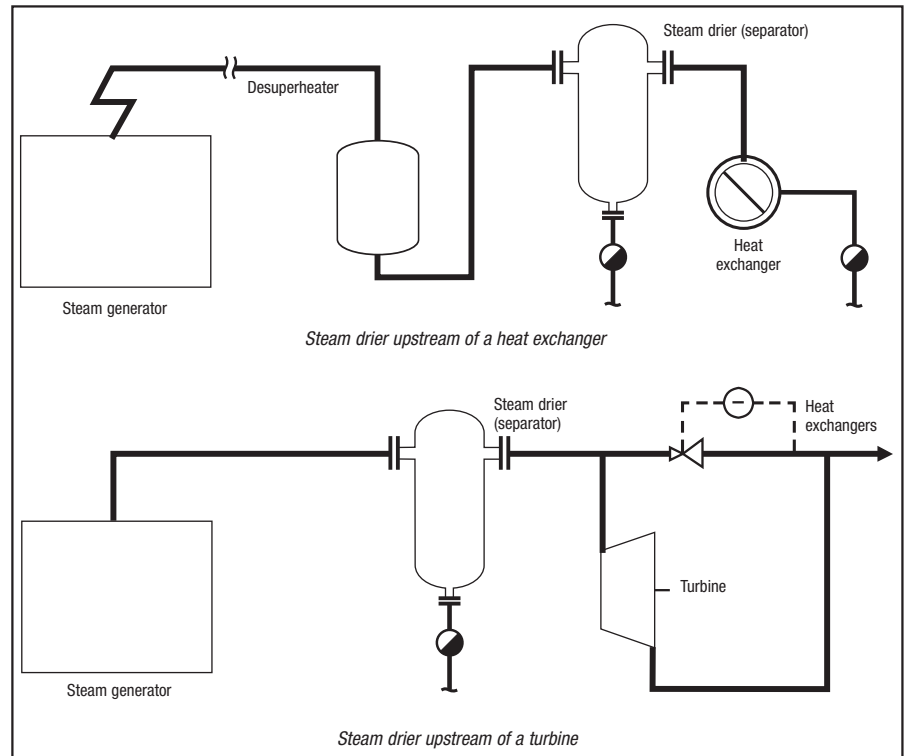 Steam drier (separator)
Desuperheater
Heat
exchanger
Steam generator
Steam drier upstream of a heat exchanger
Steam drier
(separator)
Heat
exchangers
Turbine
Steam generator
Steam drier upstream of a turbine